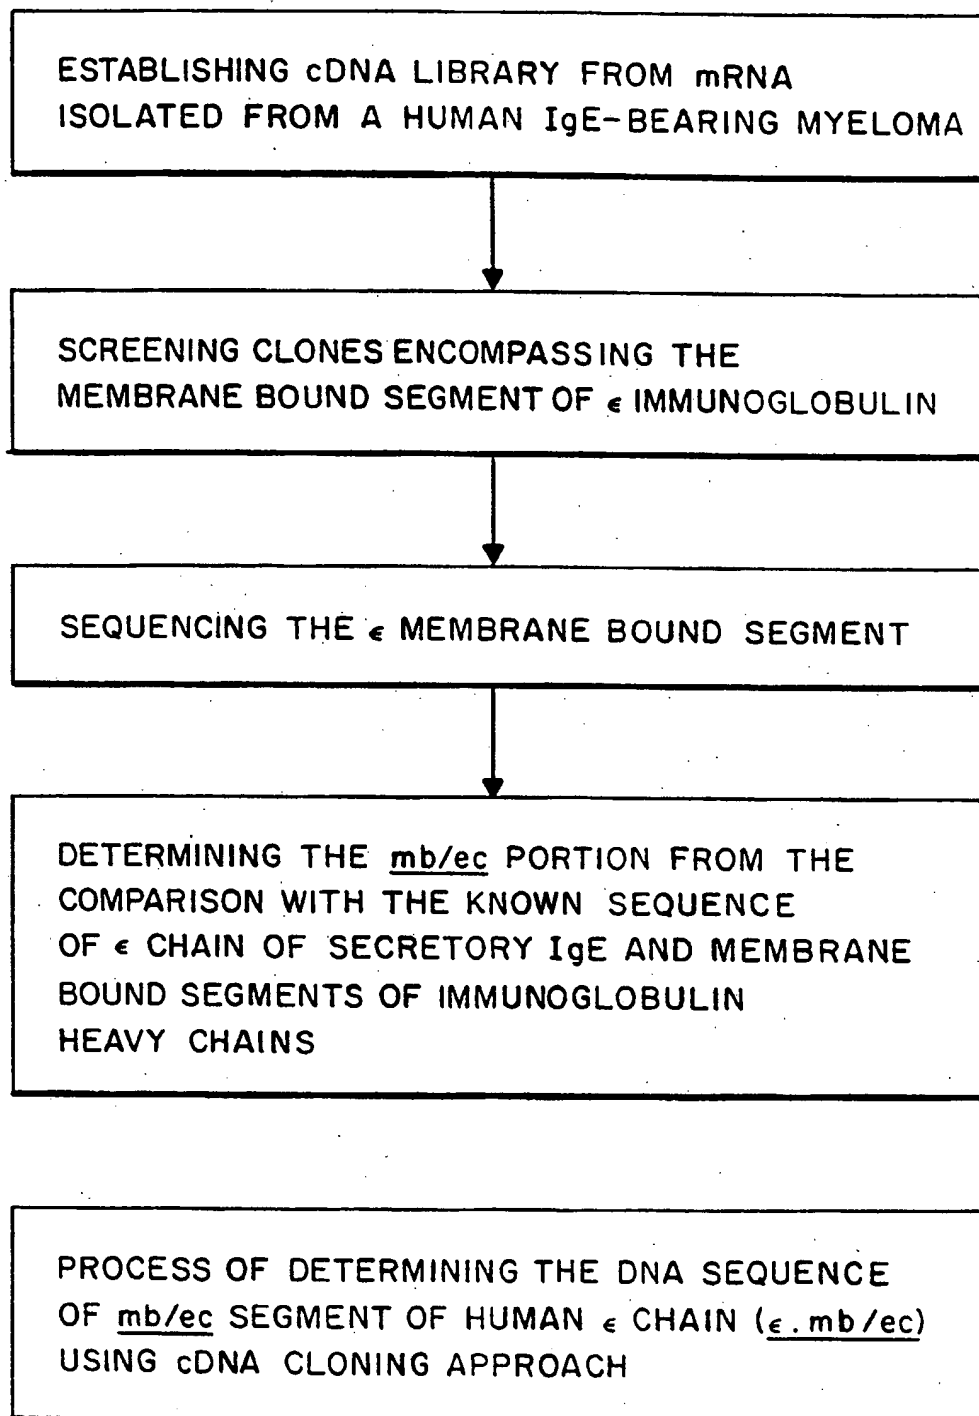 ESTABLISHING cDNA LIBRARY FROM mRNA
ISOLATED FROM A HUMAN IgE-BEARING MYELOMA
SCREENING CLONES ENCOMPASSING THE
MEMBRANE BOUND SEGMENT OF ϵ IMMUNOGLOBULIN
SEQUENCING THE ϵ MEMBRANE BOUND SEGMENT
DETERMINING THE mb/ec PORTION FROM THE
COMPARISON WITH THE KNOWN SEQUENCE
OF ϵ CHAIN OF SECRETORY IgE AND MEMBRANE
BOUND SEGMENTS OF IMMUNOGLOBULIN
HEAVY CHAINS
PROCESS OF DETERMINING THE DNA SEQUENCE
OF mb/ec SEGMENT OF HUMAN ϵ CHAIN (ϵ.mb/ec)
USING cDNA CLONING APPROACH